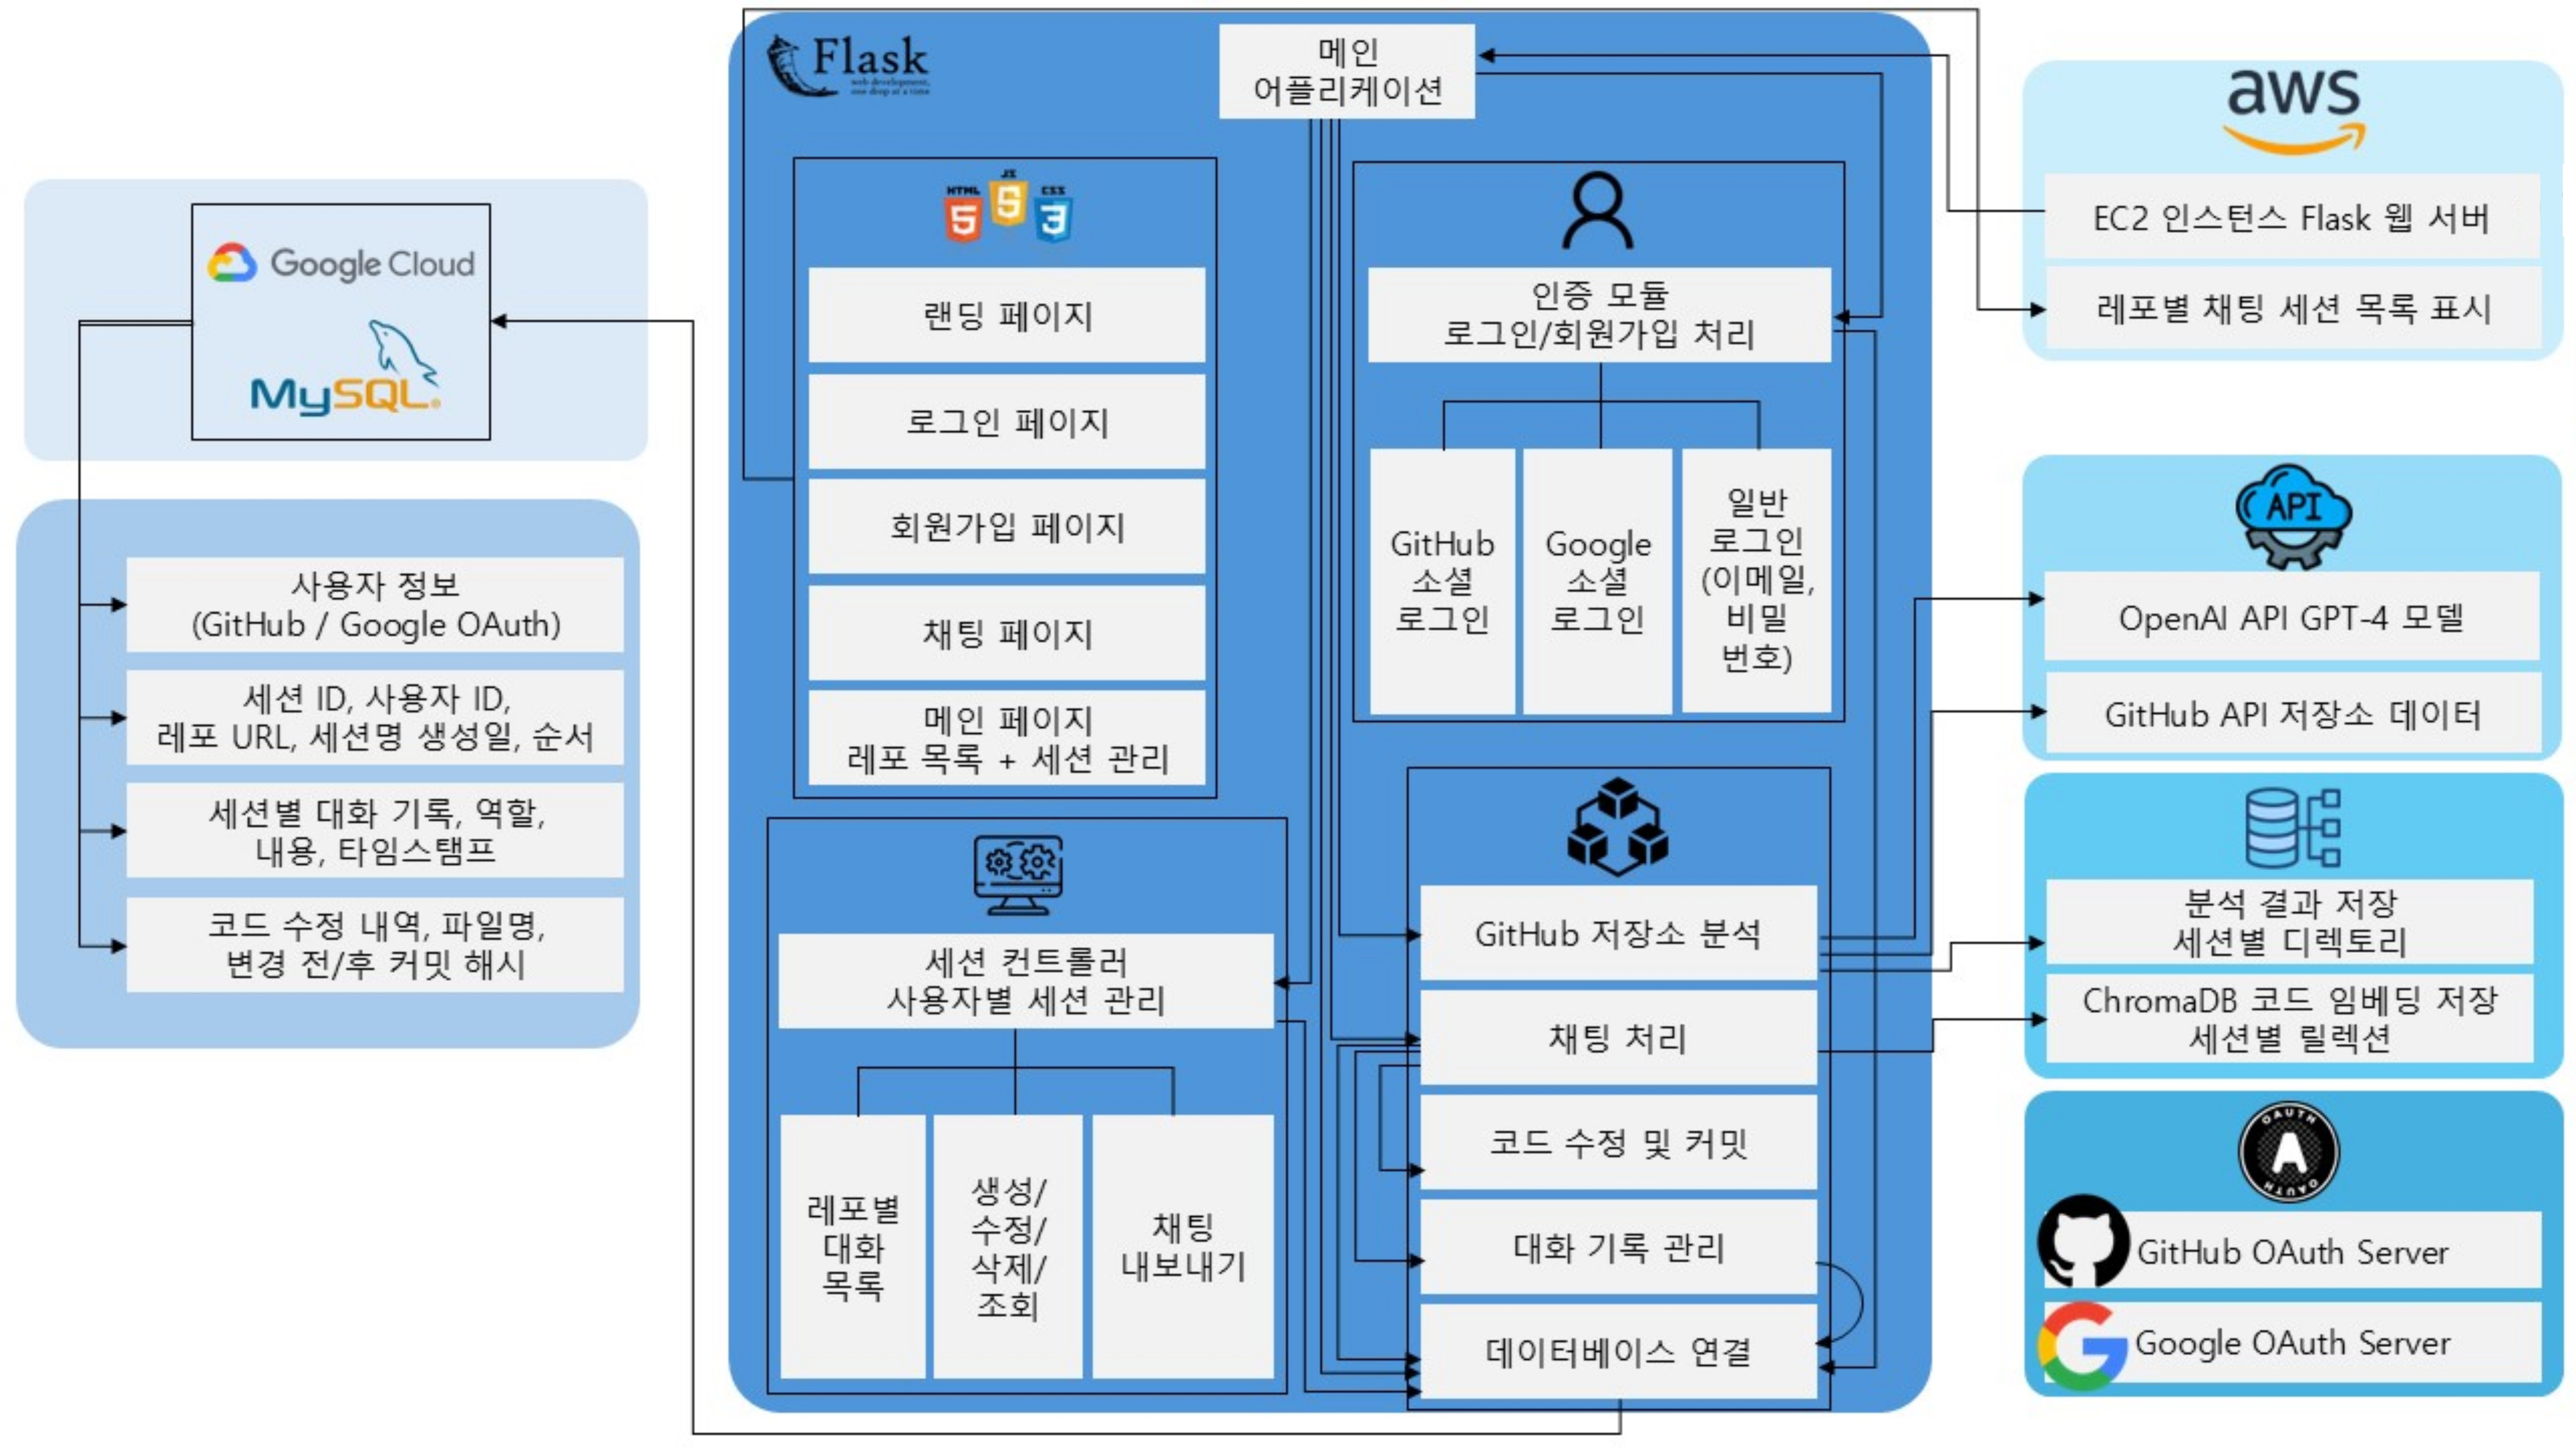 Flask
web development,
one drop at a time
메인
어플리케이션
HTML
JS
CSS
5
5
3
랜딩 페이지
로그인 페이지
회원가입 페이지
채팅 페이지
메인 페이지
레포 목록 + 세션 관리
인증 모듈
로그인/회원가입 처리
GitHub
소셜
로그인
Google
소셜
로그인
일반
로그인
(이메일,
비밀
번호)
세션 컨트롤러
사용자별 세션 관리
레포별
대화
목록
생성/
수정/
삭제/
조회
채팅
내보내기
GitHub 저장소 분석
채팅 처리
코드 수정 및 커밋
대화 기록 관리
데이터베이스 연결
Google Cloud
MySQL®
사용자 정보
(GitHub / Google OAuth)
세션 ID, 사용자 ID,
레포 URL, 세션명 생성일, 순서
세션별 대화 기록, 역할,
내용, 타임스탬프
코드 수정 내역, 파일명,
변경 전/후 커밋 해시
aws
EC2 인스턴스 Flask 웹 서버
레포별 채팅 세션 목록 표시
API
OpenAI API GPT-4 모델
GitHub API 저장소 데이터
분석 결과 저장
세션별 디렉토리
ChromaDB 코드 임베딩 저장
세션별 릴렉션
OAUTH
A
OAUTH
GitHub OAuth Server
G
Google OAuth Server